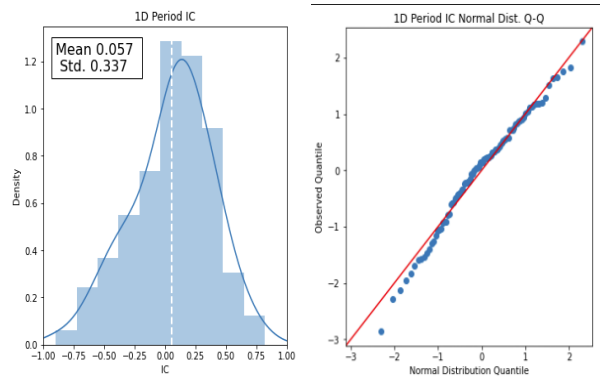 1D Period IC
Mean 0.057
Std. 0.337
Density
1.2
1.0
0.8
0.6
0.4
0.2
0.0
-1.00 -0.75 -0.50 -0.25 0.00 0.25 0.50 0.75 1.00
IC
1D Period IC Normal Dist. Q-Q
Observed Quantile
2
1
0
-1
-2
-3
-3 -2 -1 0 1 2
Normal Distribution Quantile